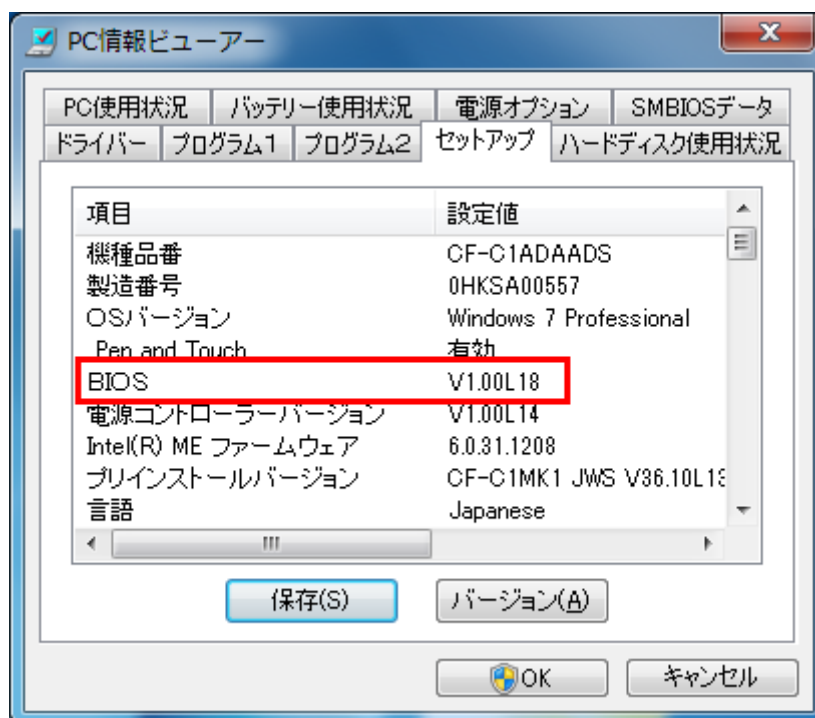 PC情報ビューアー
PC使用状況 バッテリー使用状況 電源オプション SMBIOSデータ
ドライバー プログラム1 プログラム2 セットアップ ハードディスク使用状況
項目 設定値
機種品番 CF-C1ADAADS
製造番号 0HKSA00557
OSバージョン Windows 7 Professional
Pen and Touch 有効
BIOS V1.00L18
電源コントローラーバージョン V1.00L14
Intel(R) ME ファームウェア 6.0.31.1208
プリインストールバージョン CF-C1MK1 JWS V36.10L13
言語 Japanese
保存(S) バージョン(A)
OK キャンセル